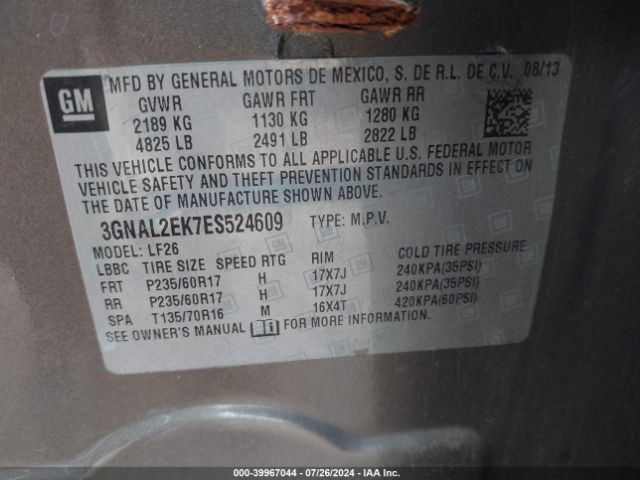 GM
MFD BY GENERAL MOTORS DE MEXICO, S. DE R.L. DE C.V. 08/13
GVWR GAWR FRT GAWR RR
2189 KG 1130 KG 1280 KG
4825 LB 2491 LB 2822 LB
THIS VEHICLE CONFORMS TO ALL APPLICABLE U.S. FEDERAL MOTOR
VEHICLE SAFETY AND THEFT PREVENTION STANDARDS IN EFFECT ON
THE DATE OF MANUFACTURE SHOWN ABOVE.
3GNAL2EK7ES524609 TYPE: M.P.V.
MODEL: LF26
LBBC TIRE SIZE SPEED RTG RIM COLD TIRE PRESSURE
FRT P235/60R17 H 17X7J 240KPA(35PSI)
RR P235/60R17 H 17X7J 240KPA(35PSI)
SPA T135/70R16 M 16X4T 420KPA(60PSI)
SEE OWNER'S MANUAL FOR MORE INFORMATION.
000-39967044 | 07/26/2024 | IAA Inc.